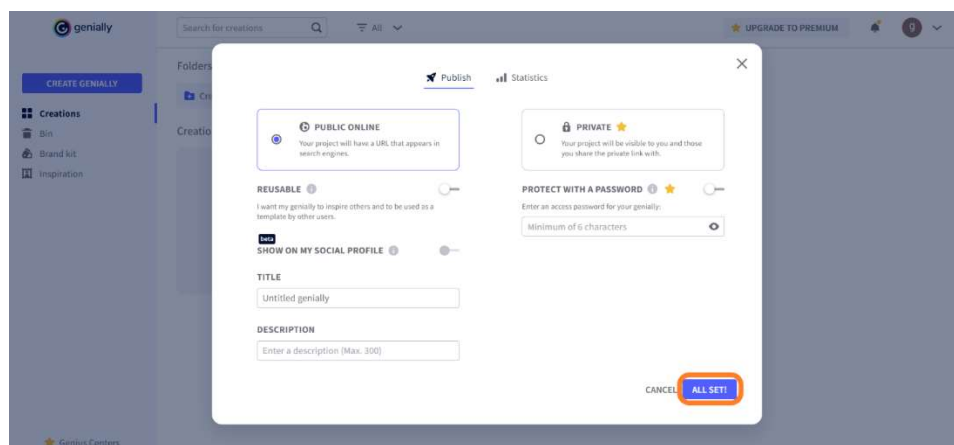 genially
Search for creations
All
UPGRADE TO PREMIUM
g
CREATE GENIALLY
Creations
Bin
Brand kit
Inspiration
Genius Centers
Folders
Cre
Creatio
Publish
Statistics
PUBLIC ONLINE
Your project will have a URL that appears in
search engines.
PRIVATE
Your project will be visible to you and those
you share the private link with.
REUSABLE
I want my genially to inspire others and to be used as a
template by other users.
PROTECT WITH A PASSWORD
Enter an access password for your genially:
Minimum of 6 characters
beta
SHOW ON MY SOCIAL PROFILE
TITLE
Untitled genially
DESCRIPTION
Enter a description (Max. 300)
CANCEL
ALL SET!